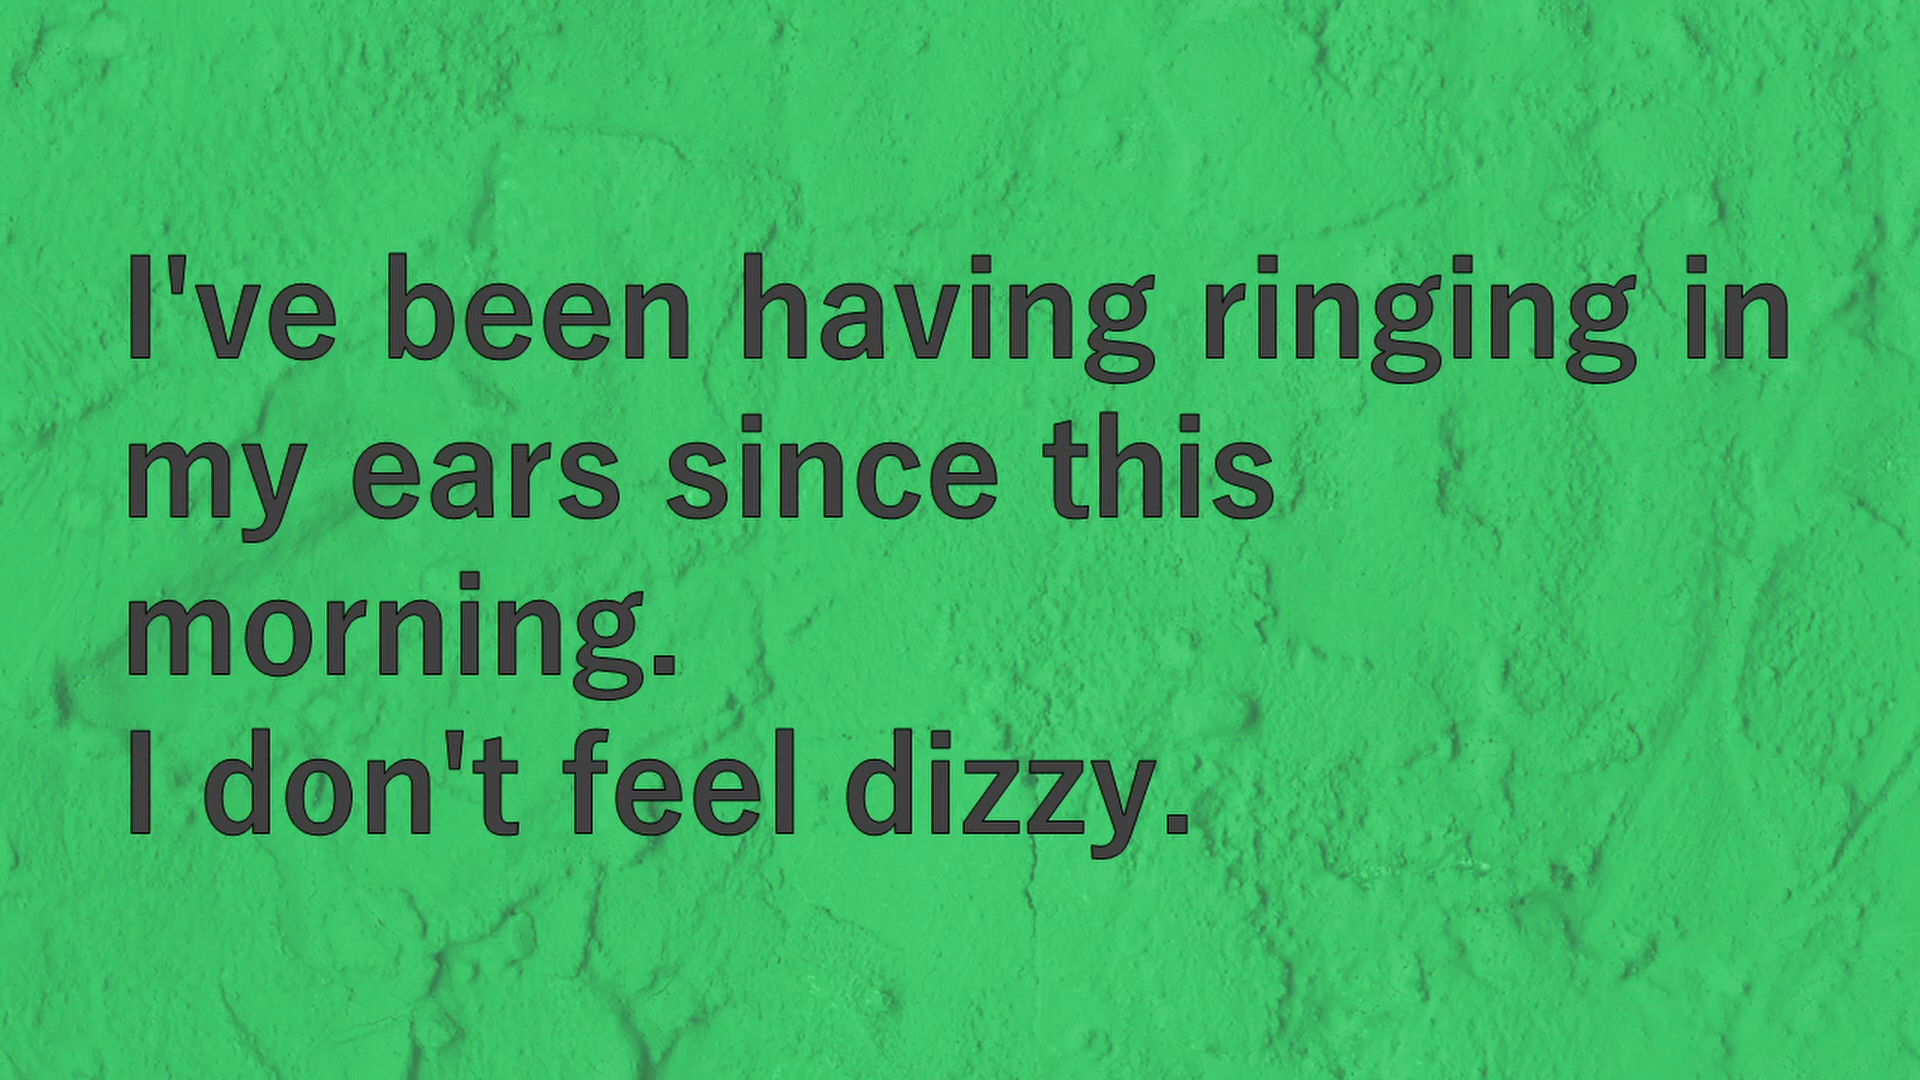 I've been having ringing in
my ears since this
morning.
I don't feel dizzy.